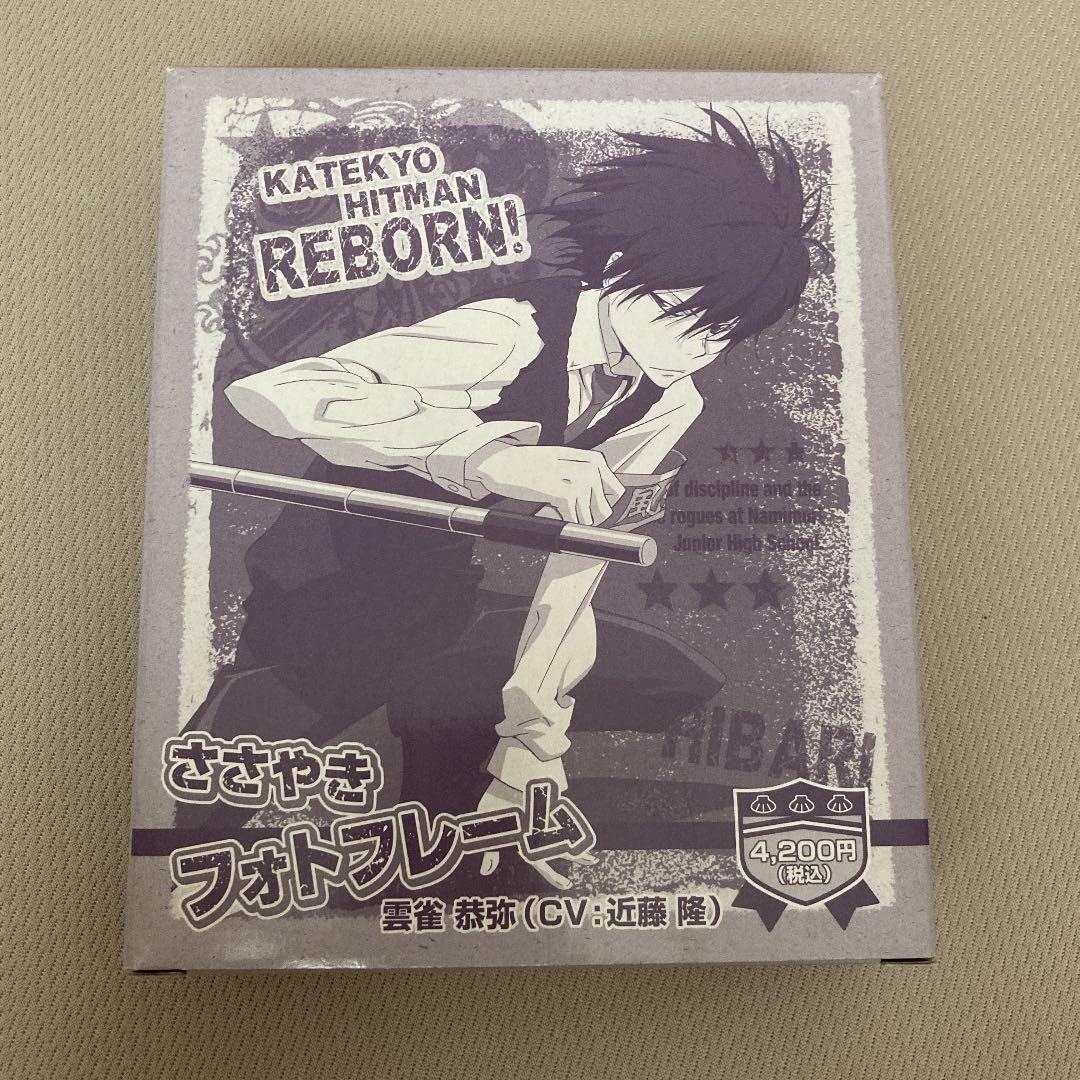 KATEKYO
HITMAN
REBORN!
風
of discipline and the
rogues at Namimori
Junior High School
HIBARI
ささやき
フォトフレーム
雲雀 恭弥(CV:近藤 隆)
4,200円
(税込)